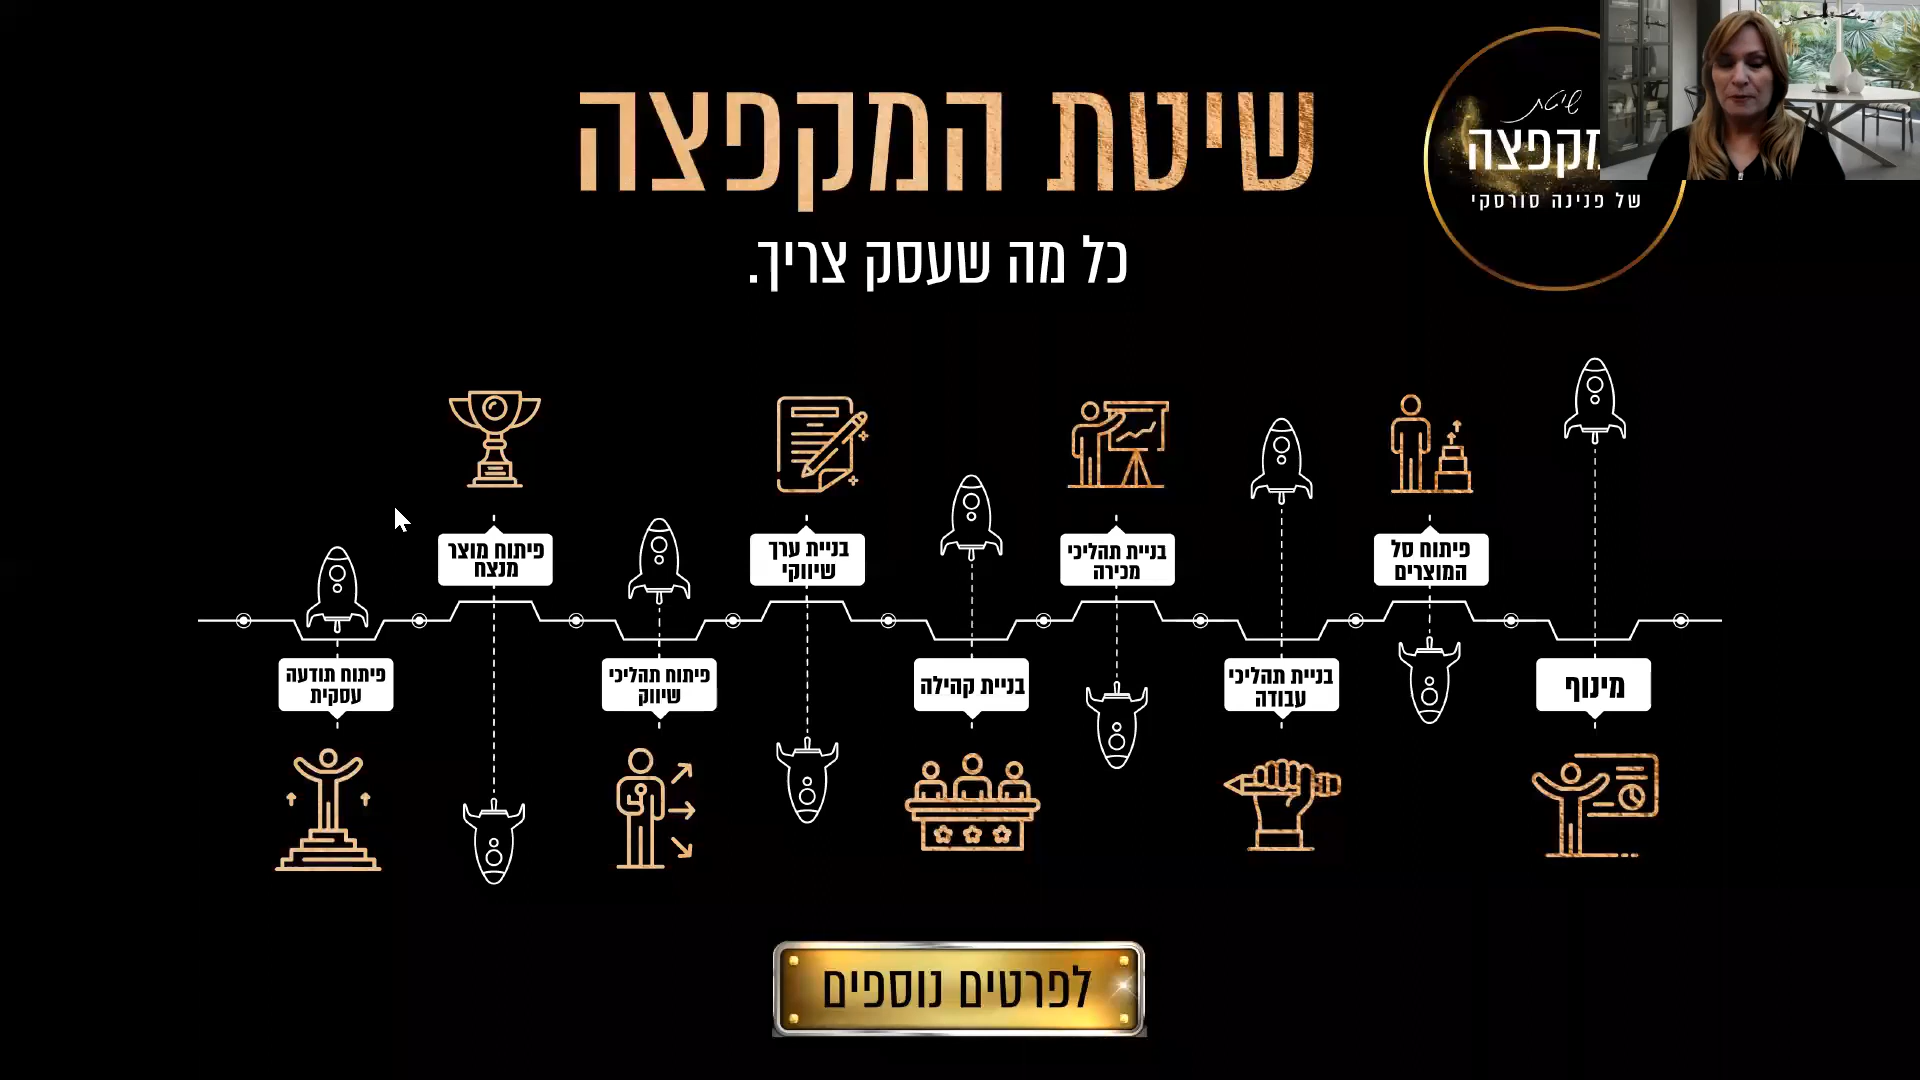 שיטת המקפצה
כל מה שעסק צריך.
שיטת
מקפצה
של פנינה סורסקי
פיתוח סל
המוצרים
בניית תהליכי
מכירה
בניית ערך
שיווקי
פיתוח מוצר
מנצח
מינוף
בניית תהליכי
עבודה
בניית קהילה
פיתוח תהליכי
שיווק
פיתוח תודעה
עסקית
לפרטים נוספים